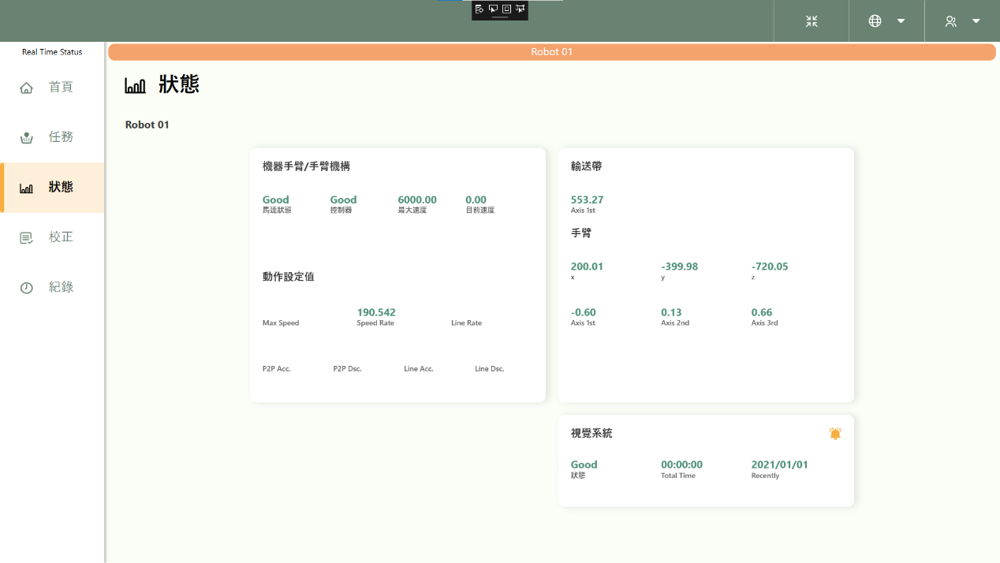 Real Time Status
首頁
任務
狀態
校正
紀錄
Robot 01
狀態
Robot 01
機器手臂/手臂機構
Good Good 6000.00 0.00
馬達狀態 控制器 最大速度 目前速度
動作設定值
190.542
Max Speed Speed Rate Line Rate
P2P Acc. P2P Dsc. Line Acc. Line Dsc.
輸送帶
553.27
Axis 1st
手臂
200.01 -399.98 -720.05
x y z
-0.60 0.13 0.66
Axis 1st Axis 2nd Axis 3rd
視覺系統
Good 00:00:00 2021/01/01
狀態 Total Time Recently